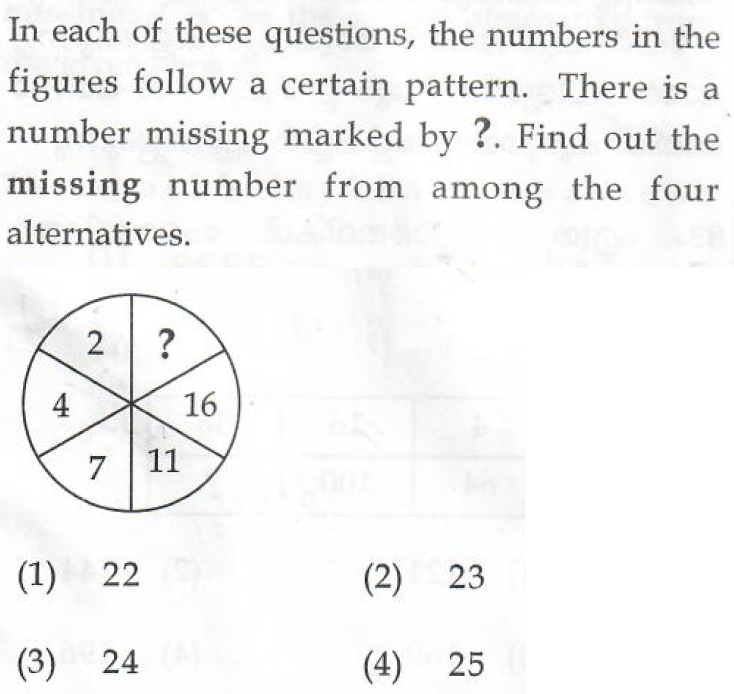 In each of these questions, the numbers in the
figures follow a certain pattern. There is a
number missing marked by ?. Find out the
missing number from among the four
alternatives.
2 ?
4 16
7 11
(1) 22 (2) 23
(3) 24 (4) 25